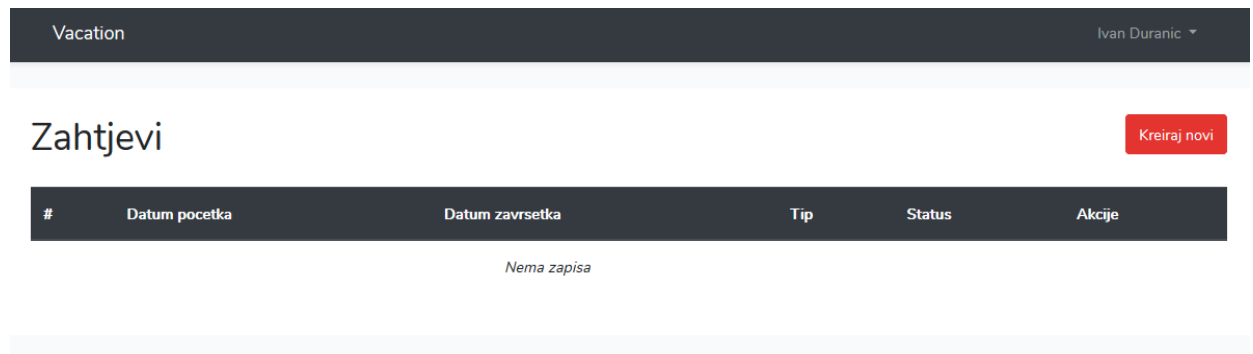 Vacation Ivan Duranic
Zahtjevi Kreiraj novi
# Datum pocetka Datum zavrsetka Tip Status Akcije
Nema zapisa